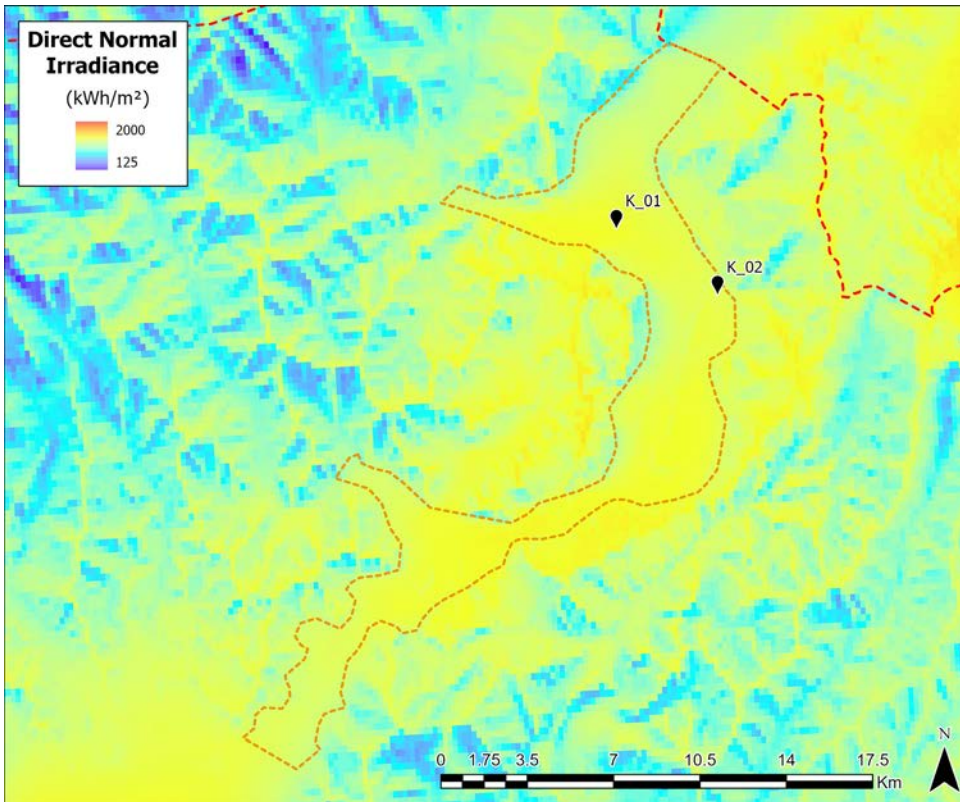 Direct Normal
Irradiance
(kWh/m²)
2000
125
K_01
K_02
N
0 1.75 3.5 7 10.5 14 17.5
Km